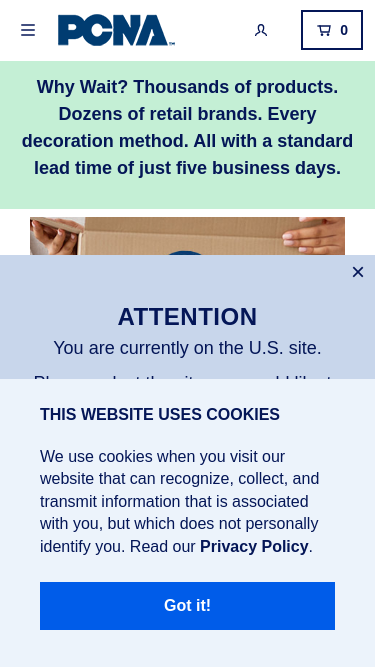 PCNA
0
Why Wait? Thousands of products.
Dozens of retail brands. Every
decoration method. All with a standard
lead time of just five business days.
ATTENTION
You are currently on the U.S. site.
THIS WEBSITE USES COOKIES
We use cookies when you visit our
website that can recognize, collect, and
transmit information that is associated
with you, but which does not personally
identify you. Read our Privacy Policy.
Got it!